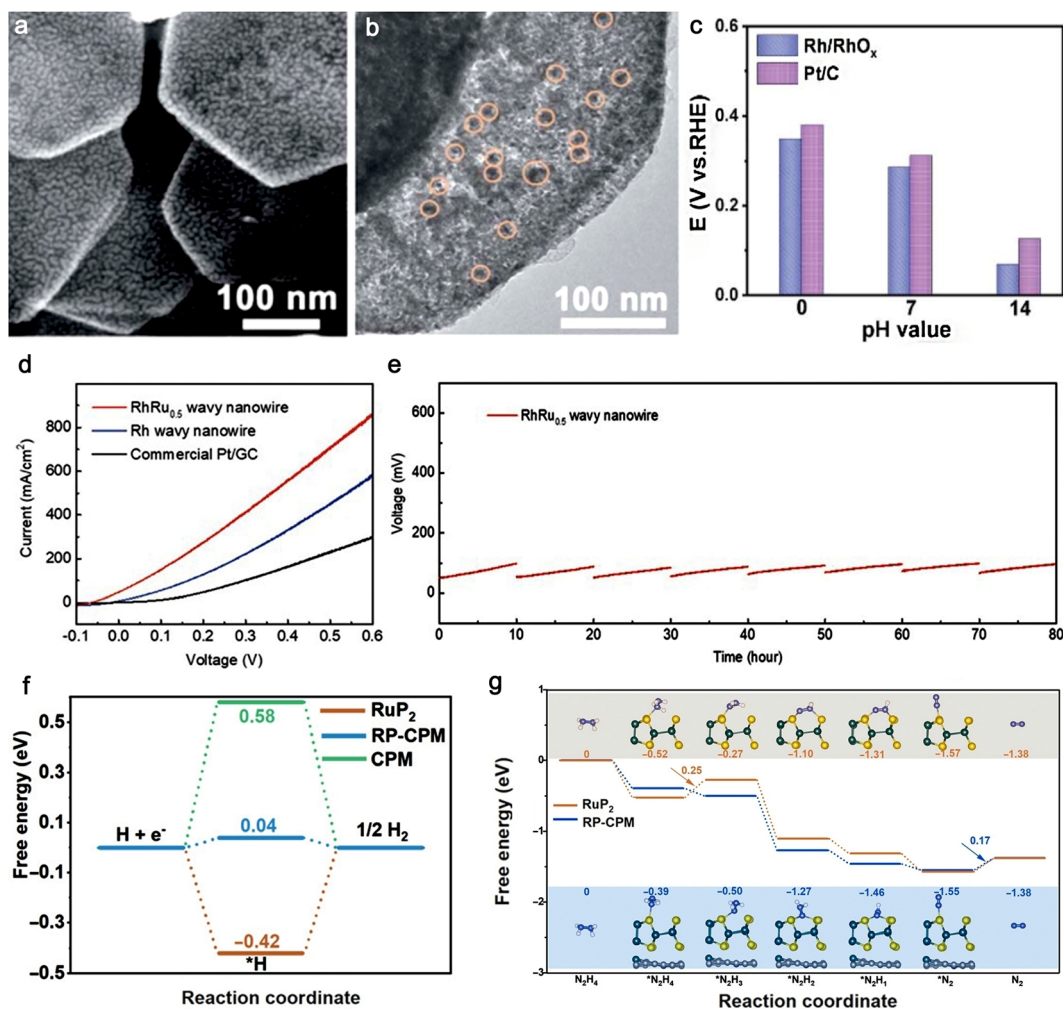 a
100 nm
b
100 nm
c
0.6
0.4
0.2
0.0
E (V vs.RHE)
Rh/RhOₓ
Pt/C
0 7 14
pH value
d
800
600
400
200
0
Current (mA/cm²)
RhRu₀.₅ wavy nanowire
Rh wavy nanowire
Commercial Pt/GC
-0.1 0.0 0.1 0.2 0.3 0.4 0.5 0.6
Voltage (V)
e
600
400
200
0
Voltage (mV)
RhRu₀.₅ wavy nanowire
0 10 20 30 40 50 60 70 80
Time (hour)
f
0.5
0.3
0.1
−0.1
−0.3
−0.5
Free energy (eV)
0.58
RuP₂
RP-CPM
CPM
H + e⁻
0.04
1/2 H₂
−0.42
*H
Reaction coordinate
g
1
0
−1
−2
−3
Free energy (eV)
0 −0.52 −0.27 −1.10 −1.31 −1.57 −1.38
0.25
RuP₂
RP-CPM
0.17
0 −0.39 −0.50 −1.27 −1.46 −1.55 −1.38
N₂H₄ *N₂H₄ *N₂H₃ *N₂H₂ *N₂H₁ *N₂ N₂
Reaction coordinate